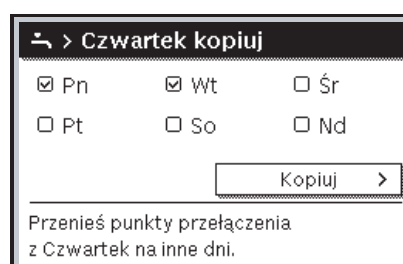 > Czwartek kopiuj
Pn Wt Śr
Pt So Nd
Kopiuj >
Przenieś punkty przełączenia
z Czwartek na inne dni.